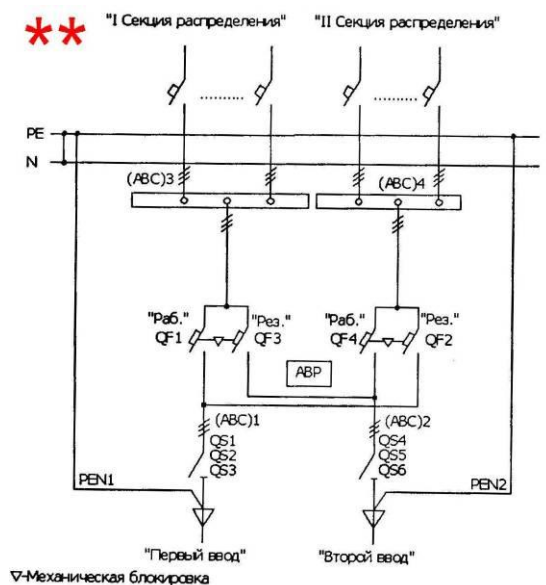 ** "I Секция распределения" "II Секция распределения"
PE
N
(ABC)3 (ABC)4
"Раб." "Рез." "Раб." "Рез."
QF1 QF3 QF4 QF2
АВР
(ABC)1 (ABC)2
QS1 QS4
QS2 QS5
QS3 QS6
PEN1 PEN2
"Первый ввод" "Второй ввод"
∇-Механическая блокировка